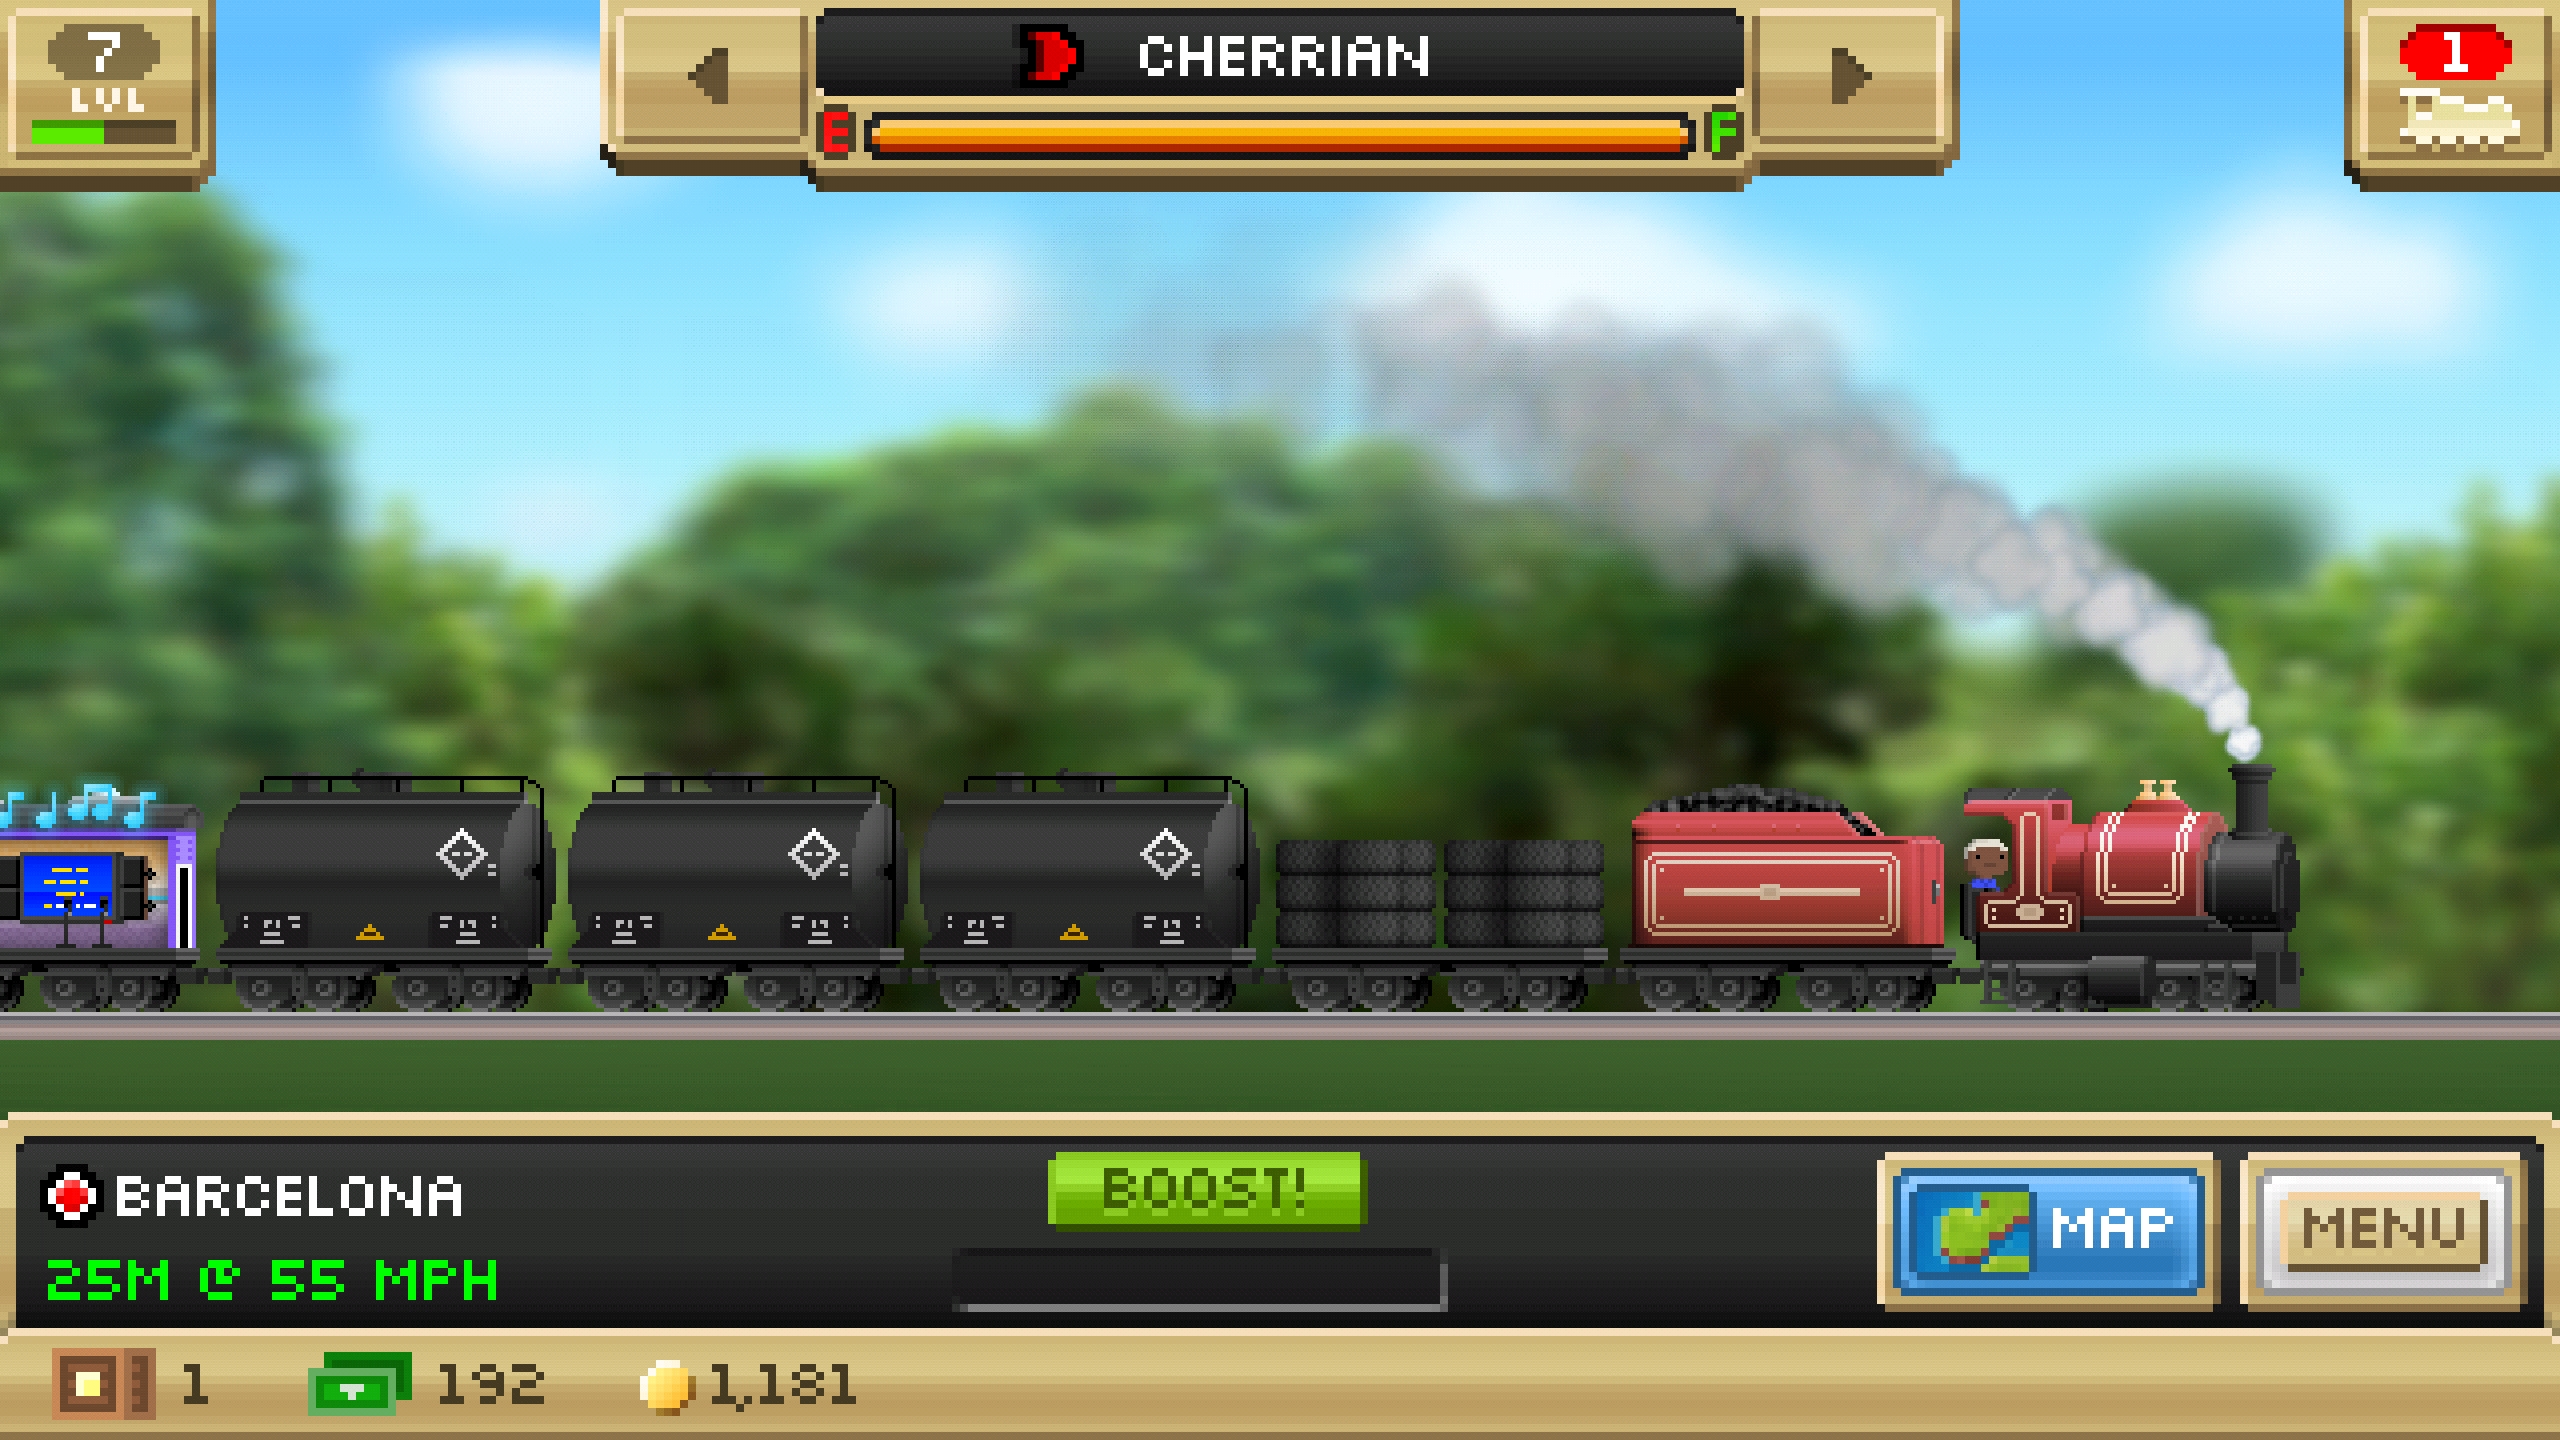 7
LVL
CHERRIAN
E F
1
BARCELONA
25M @ 55 MPH
BOOST!
MAP
MENU
1
192
1,181